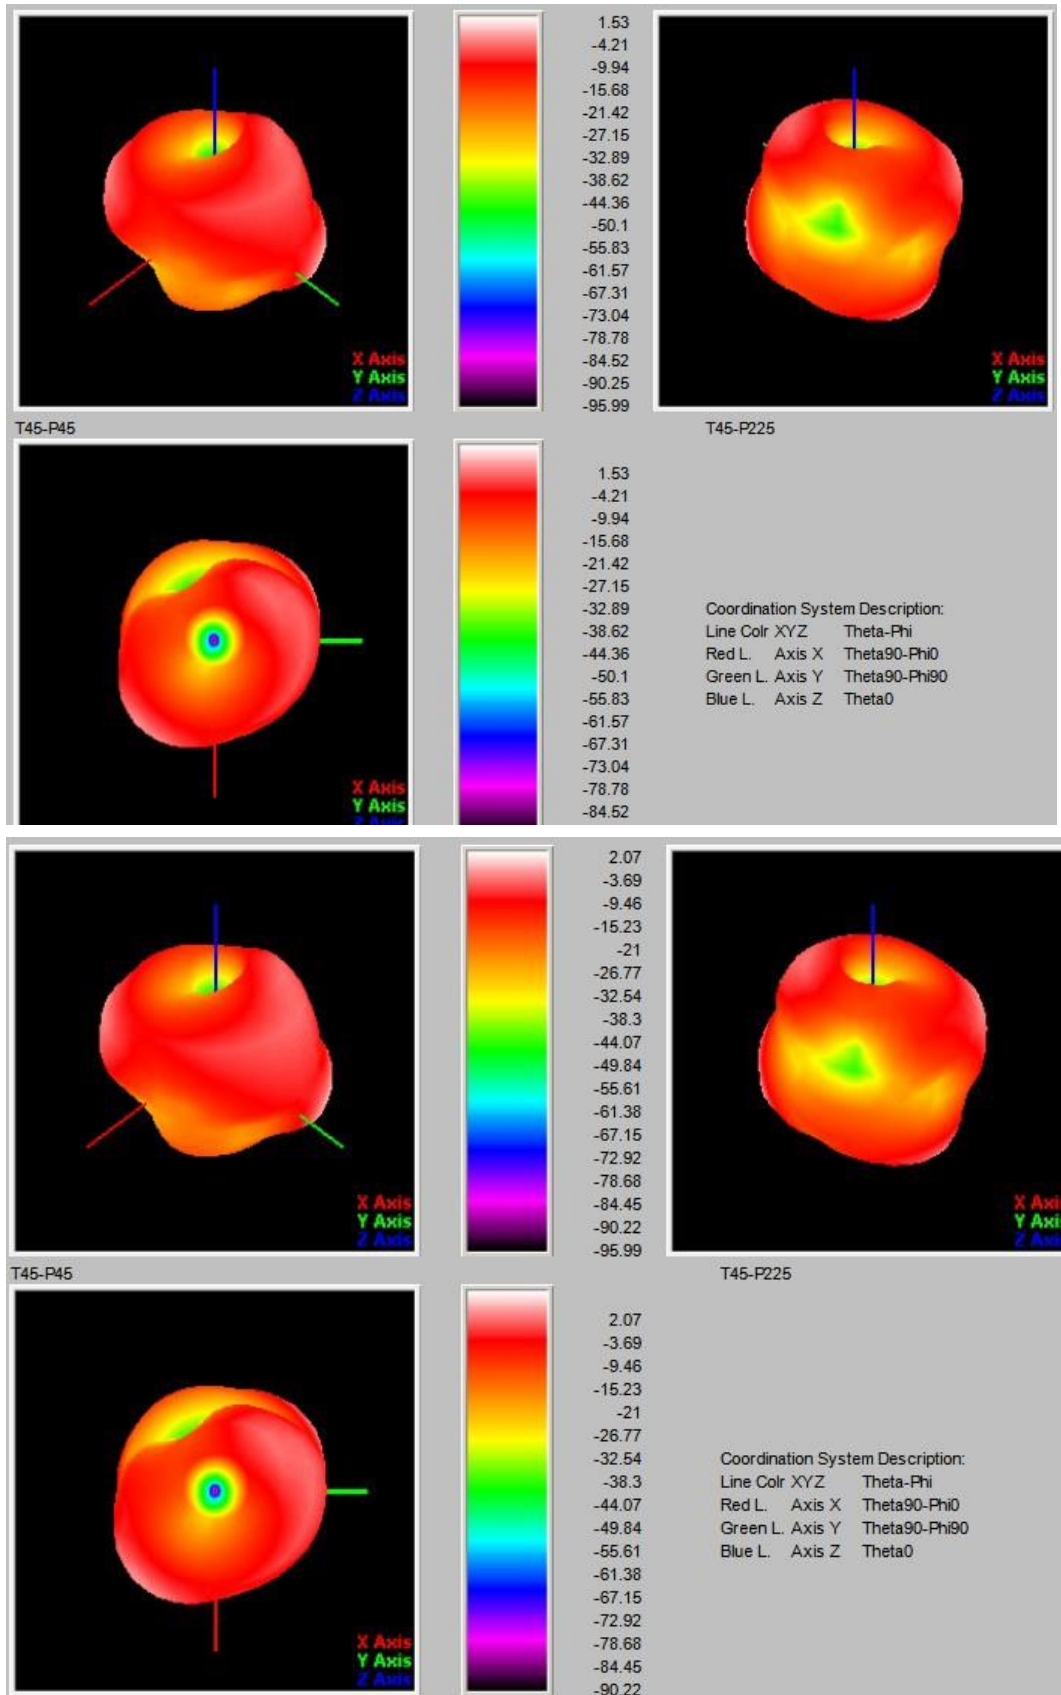 1.53
-4.21
-9.94
-15.68
-21.42
-27.15
-32.89
-38.62
-44.36
-50.1
-55.83
-61.57
-67.31
-73.04
-78.78
-84.52
-90.25
-95.99
X Axis
Y Axis
Z Axis
X Axis
Y Axis
Z Axis
T45-P45
T45-P225
1.53
-4.21
-9.94
-15.68
-21.42
-27.15
-32.89
-38.62
-44.36
-50.1
-55.83
-61.57
-67.31
-73.04
-78.78
-84.52
Coordination System Description:
Line Colr XYZ Theta-Phi
Red L. Axis X Theta90-Phi0
Green L. Axis Y Theta90-Phi90
Blue L. Axis Z Theta0
X Axis
Y Axis
Z Axis
2.07
-3.69
-9.46
-15.23
-21
-26.77
-32.54
-38.3
-44.07
-49.84
-55.61
-61.38
-67.15
-72.92
-78.68
-84.45
-90.22
-95.99
X Axis
Y Axis
Z Axis
X Axi
Y Axi
Z Axi
T45-P45
T45-P225
2.07
-3.69
-9.46
-15.23
-21
-26.77
-32.54
-38.3
-44.07
-49.84
-55.61
-61.38
-67.15
-72.92
-78.68
-84.45
-90.22
Coordination System Description:
Line Colr XYZ Theta-Phi
Red L. Axis X Theta90-Phi0
Green L. Axis Y Theta90-Phi90
Blue L. Axis Z Theta0
X Axis
Y Axis
Z Axis